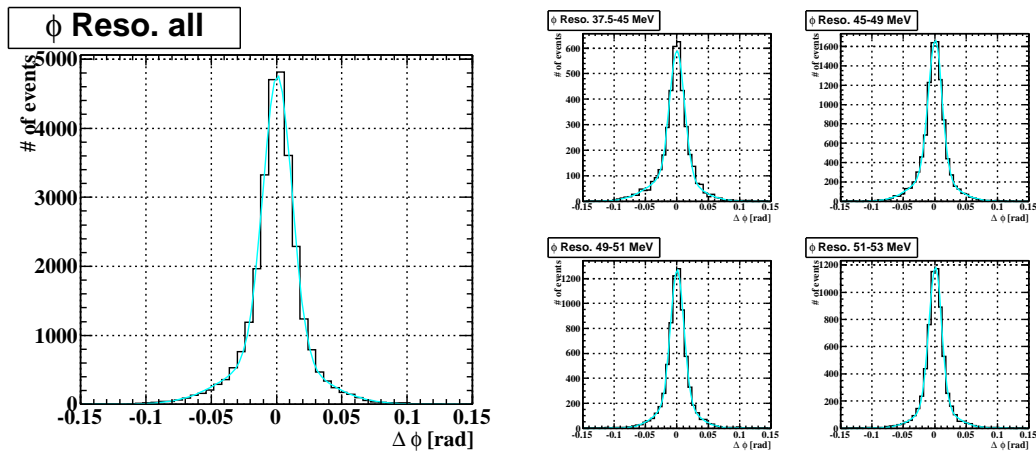 ϕ Reso. all
# of events
5000
4000
3000
2000
1000
0
-0.15 -0.1 -0.05 0 0.05 0.1 0.15
Δ ϕ [rad]
ϕ Reso. 37.5-45 MeV
# of events
600
500
400
300
200
100
0
-0.15 -0.1 -0.05 0 0.05 0.1 0.15
Δ ϕ [rad]
ϕ Reso. 45-49 MeV
# of events
1600
1400
1200
1000
800
600
400
200
0
-0.15 -0.1 -0.05 0 0.05 0.1 0.15
Δ ϕ [rad]
ϕ Reso. 49-51 MeV
# of events
1200
1000
800
600
400
200
0
-0.15 -0.1 -0.05 0 0.05 0.1 0.15
Δ ϕ [rad]
ϕ Reso. 51-53 MeV
# of events
1200
1000
800
600
400
200
0
-0.15 -0.1 -0.05 0 0.05 0.1 0.15
Δ ϕ [rad]